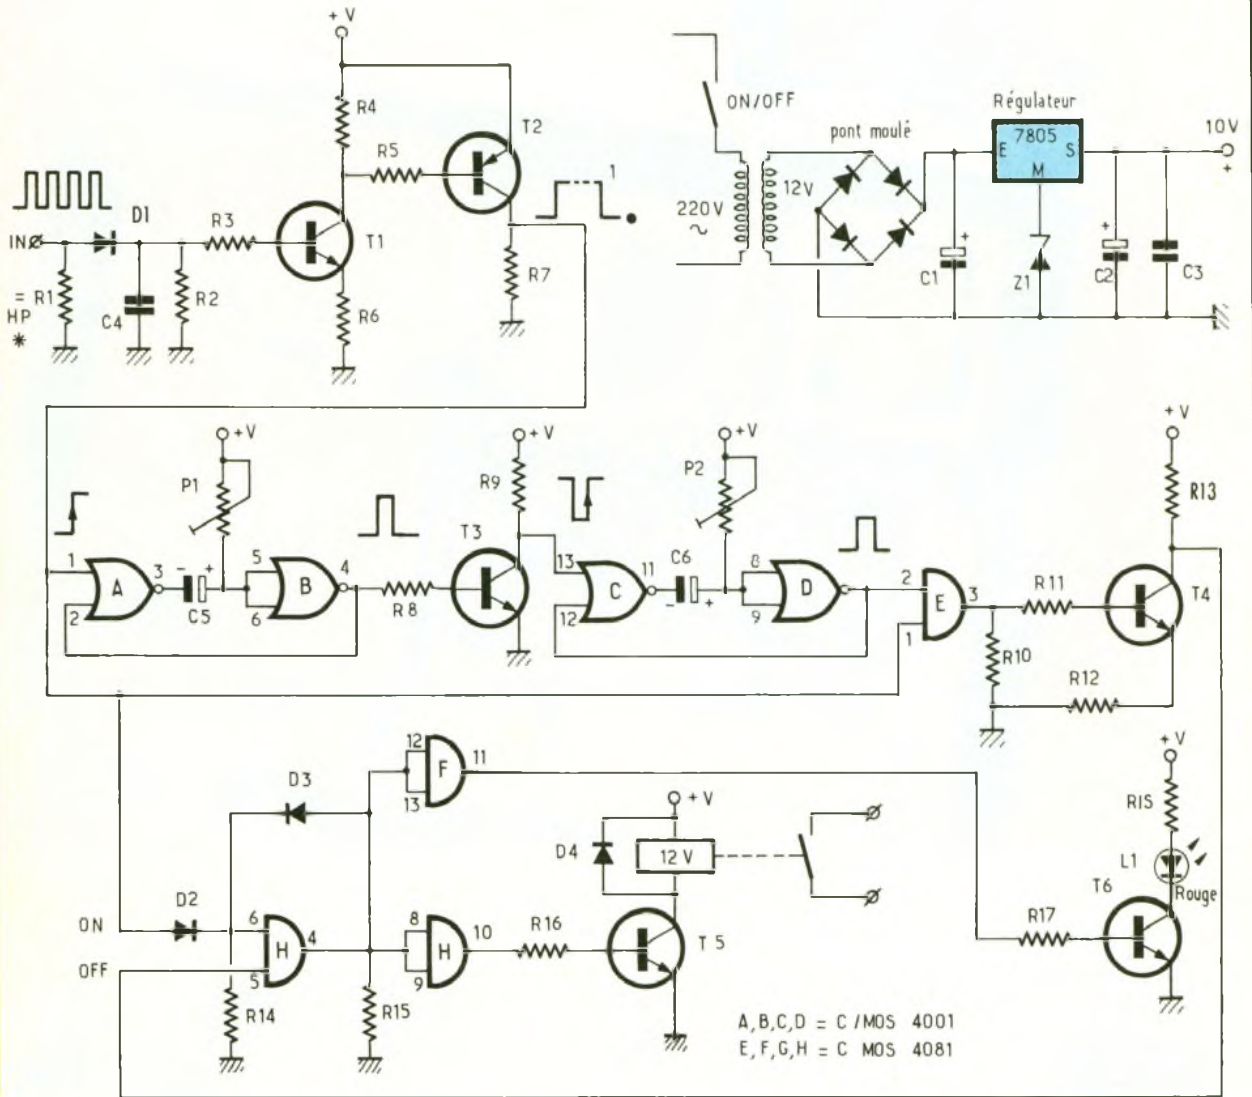 + V
R4
R5
T2
D1
R3
IN
T1
1
R7
= R1
HP
*
C4
R2
R6
ON/OFF
pont moulé
Régulateur
7805
E S
M
10V
+
220V
~
12V
+
C1
Z1
+
C2
C3
+ V
P1
1
A
3
2
- +
C5
5
B
4
6
R8
+ V
R9
T3
13
C
11
12
+ V
P2
C6
- +
8
D
9
2
E
3
1
R10
R11
R12
+ V
R13
T4
12
F
11
13
D3
D2
ON
6
H
4
OFF
5
R14
R15
8
H
10
9
R16
+ V
D4
12 V
T5
+ V
R15
L1
Rouge
T6
R17
A,B,C,D = C/MOS 4001
E,F,G,H = C MOS 4081